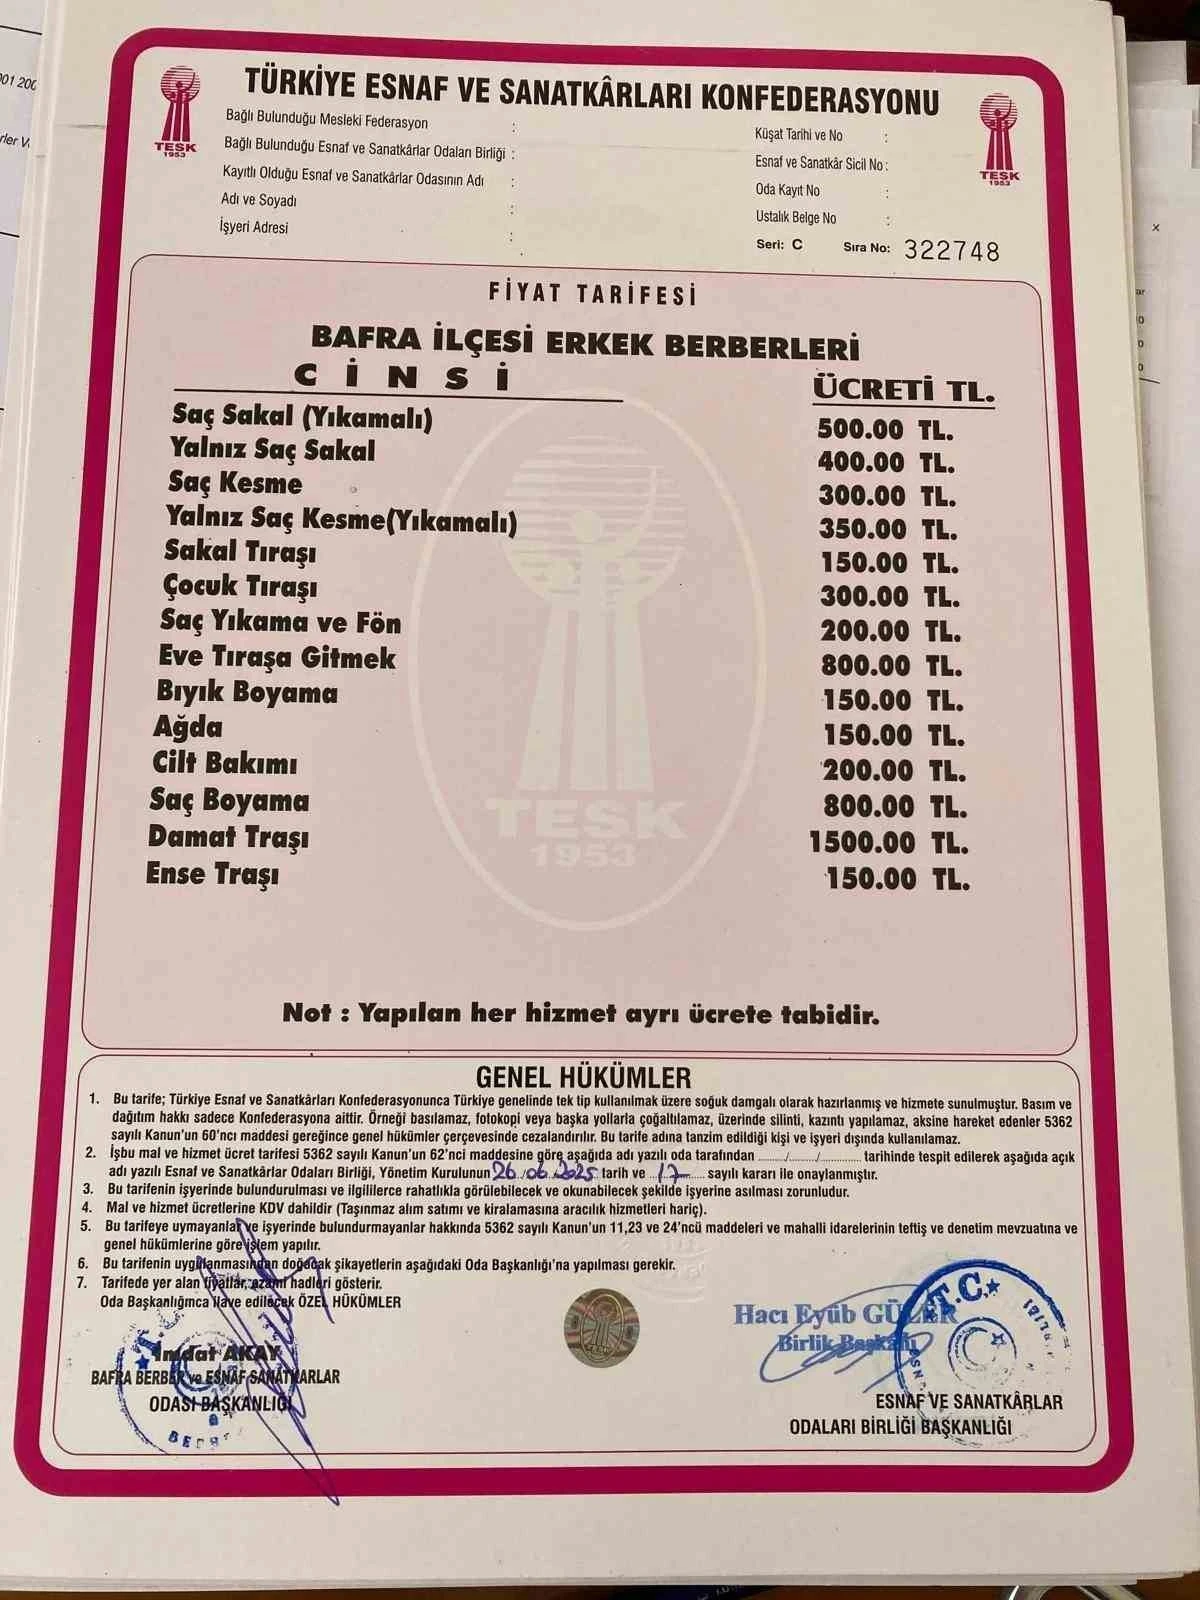 TÜRKİYE ESNAF VE SANATKÂRLARI KONFEDERASYONU
TESK
1953
TESK
1953
Bağlı Bulunduğu Mesleki Federasyon :
Bağlı Bulunduğu Esnaf ve Sanatkârlar Odaları Birliği :
Kayıtlı Olduğu Esnaf ve Sanatkârlar Odasının Adı :
Adı ve Soyadı :
İşyeri Adresi :
Küşat Tarihi ve No :
Esnaf ve Sanatkâr Sicil No :
Oda Kayıt No :
Ustalık Belge No :
Seri: C Sıra No: 322748
FİYAT TARİFESİ
BAFRA İLÇESİ ERKEK BERBERLERİ
CİNSİ ÜCRETİ TL.
Saç Sakal (Yıkamalı) 500.00 TL.
Yalnız Saç Sakal 400.00 TL.
Saç Kesme 300.00 TL.
Yalnız Saç Kesme(Yıkamalı) 350.00 TL.
Sakal Tıraşı 150.00 TL.
Çocuk Tıraşı 300.00 TL.
Saç Yıkama ve Fön 200.00 TL.
Eve Tıraşa Gitmek 800.00 TL.
Bıyık Boyama 150.00 TL.
Ağda 150.00 TL.
Cilt Bakımı 200.00 TL.
Saç Boyama 800.00 TL.
Damat Traşı 1500.00 TL.
Ense Traşı 150.00 TL.
TESK
1953
Not : Yapılan her hizmet ayrı ücrete tabidir.
GENEL HÜKÜMLER
1. Bu tarife; Türkiye Esnaf ve Sanatkârları Konfederasyonunca Türkiye genelinde tek tip kullanılmak üzere soğuk damgalı olarak hazırlanmış ve hizmete sunulmuştur. Basım ve
dağıtım hakkı sadece Konfederasyona aittir. Örneği basılamaz, fotokopi veya başka yollarla çoğaltılamaz, üzerinde silinti, kazıntı yapılamaz, aksine hareket edenler 5362
sayılı Kanun'un 60'ncı maddesi gereğince genel hükümler çerçevesinde cezalandırılır. Bu tarife adına tanzim edildiği kişi ve işyeri dışında kullanılamaz.
2. İşbu mal ve hizmet ücret tarifesi 5362 sayılı Kanun'un 62'nci maddesine göre aşağıda adı yazılı oda tarafından ........./......./............ tarihinde tespit edilerek aşağıda açık
adı yazılı Esnaf ve Sanatkârlar Odaları Birliği, Yönetim Kurulunun 26.06.2025 tarih ve 17 sayılı kararı ile onaylanmıştır.
3. Bu tarifenin işyerinde bulundurulması ve ilgililerce rahatlıkla görülebilecek ve okunabilecek şekilde işyerine asılması zorunludur.
4. Mal ve hizmet ücretlerine KDV dahildir (Taşınmaz alım satımı ve kiralamasına aracılık hizmetleri hariç).
5. Bu tarifeye uymayanlar ve işyerinde bulundurmayanlar hakkında 5362 sayılı Kanun'un 11,23 ve 24'ncü maddeleri ve mahalli idarelerinin teftiş ve denetim mevzuatına ve
genel hükümlerine göre işlem yapılır.
6. Bu tarifenin uygulanmasından doğacak şikayetlerin aşağıdaki Oda Başkanlığı'na yapılması gerekir.
7. Tarifede yer alan fiyatlar, azami hadleri gösterir.
Oda Başkanlığınca ilave edilecek ÖZEL HÜKÜMLER
İmdat AKAY
BAFRA BERBER ve ESNAF SANATKARLAR
ODASI BAŞKANLIĞI
TESK
Hacı Eyüb GÜLER
Birlik Başkanı
T.C.
ESNAF VE SANATKÂRLAR
ODALARI BİRLİĞİ BAŞKANLIĞI